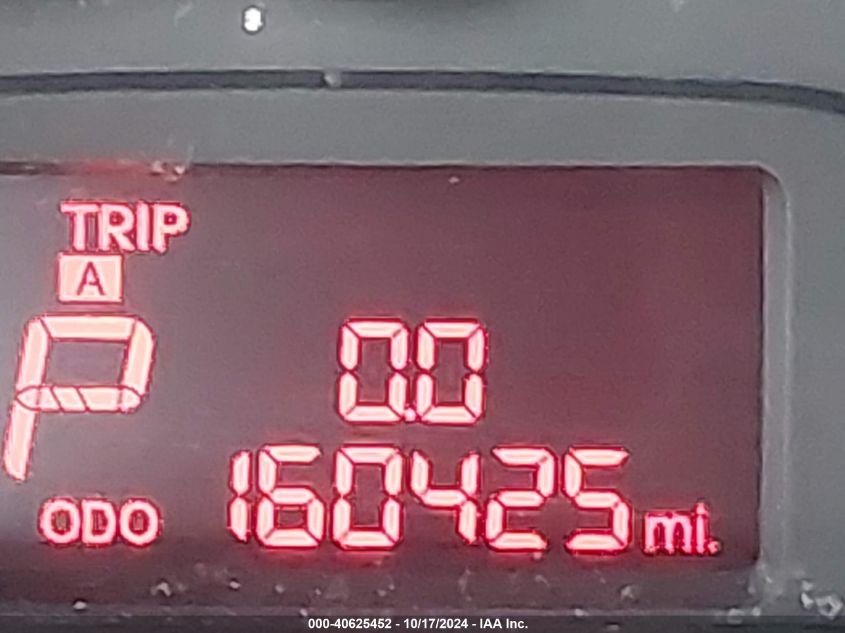 TRIP
A
P
0.0
ODO 160425 mi.
000-40625452 - 10/17/2024 - IAA Inc.